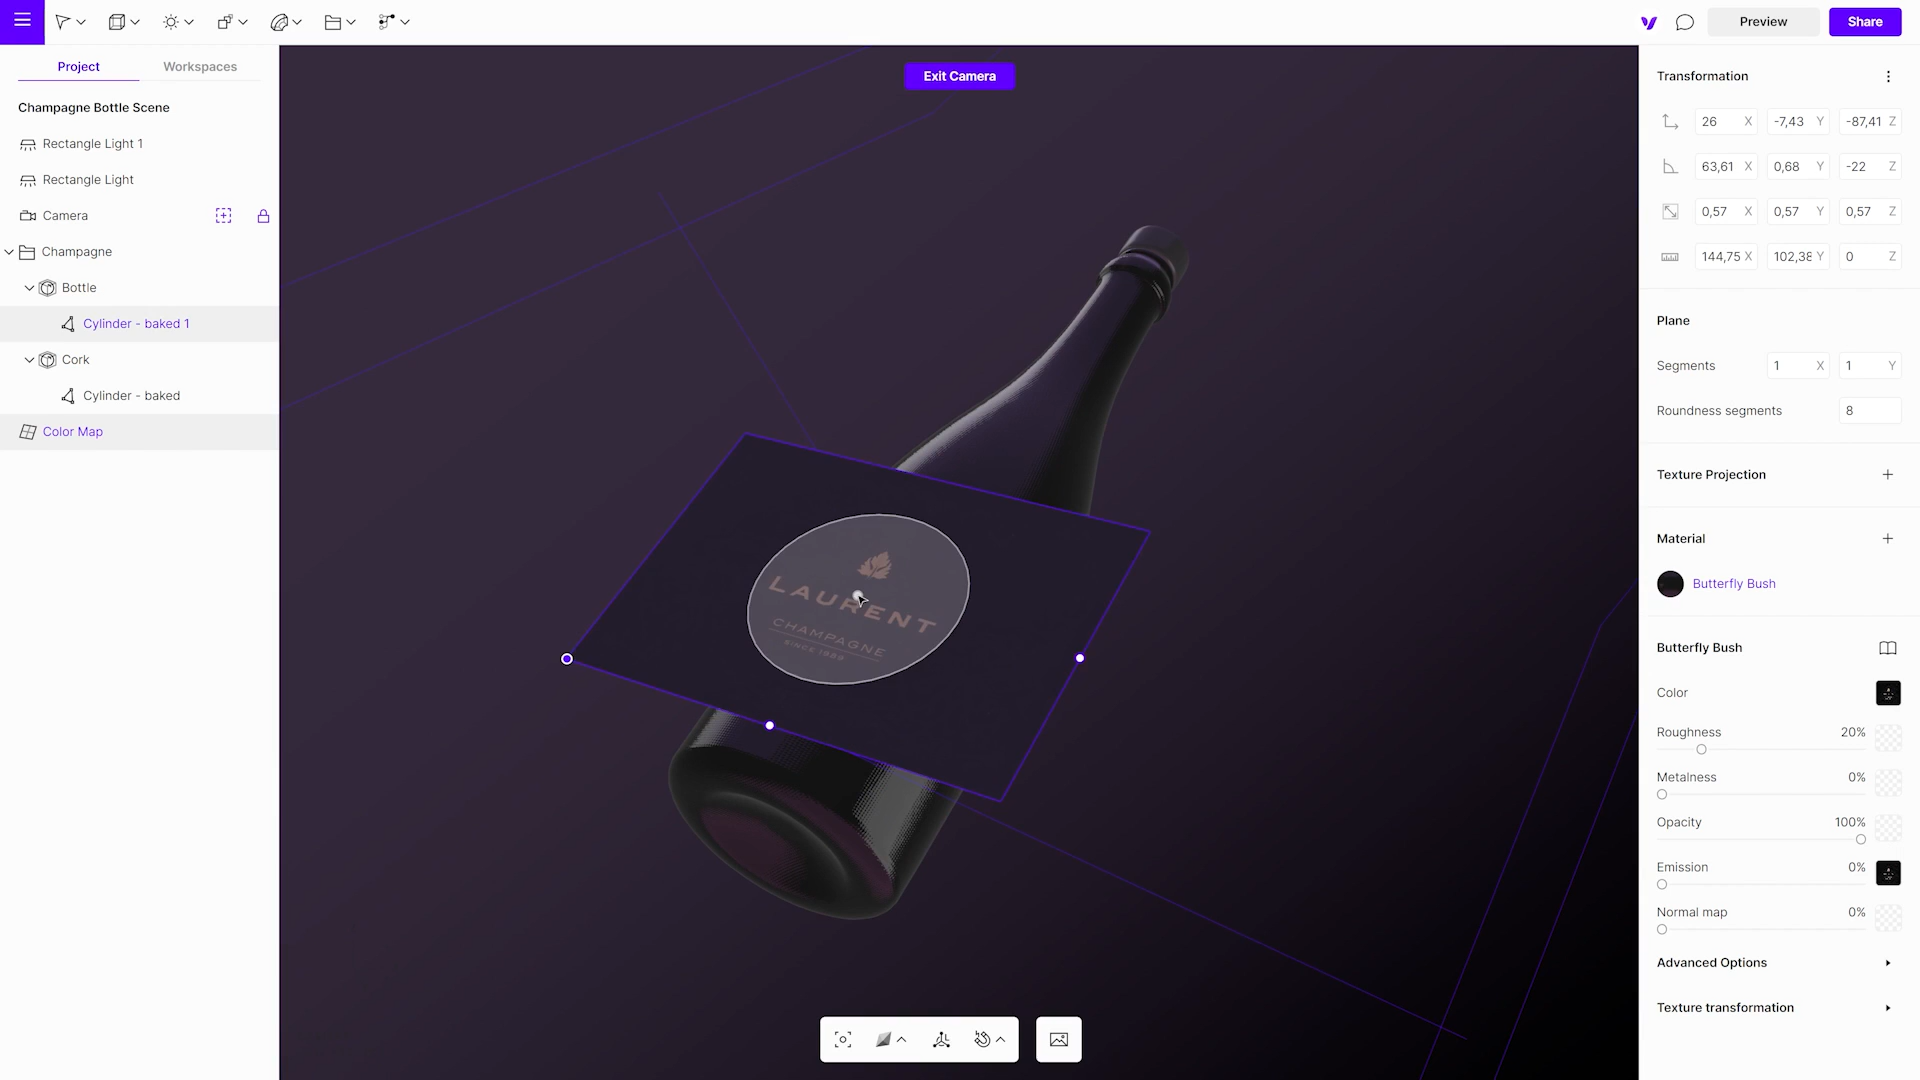 Preview
Share
Project
Workspaces
Exit Camera
Champagne Bottle Scene
Rectangle Light 1
Rectangle Light
Camera
Champagne
Bottle
Cylinder - baked 1
Cork
Cylinder - baked
Color Map
LAURENT
CHAMPAGNE
SINCE 1989
Transformation
26 X -7,43 Y -87,41 Z
63,61 X 0,68 Y -22 Z
0,57 X 0,57 Y 0,57 Z
144,75 X 102,38 Y 0 Z
Plane
Segments 1 X 1 Y
Roundness segments 8
Texture Projection
Material
Butterfly Bush
Butterfly Bush
Color
Roughness 20%
Metalness 0%
Opacity 100%
Emission 0%
Normal map 0%
Advanced Options
Texture transformation